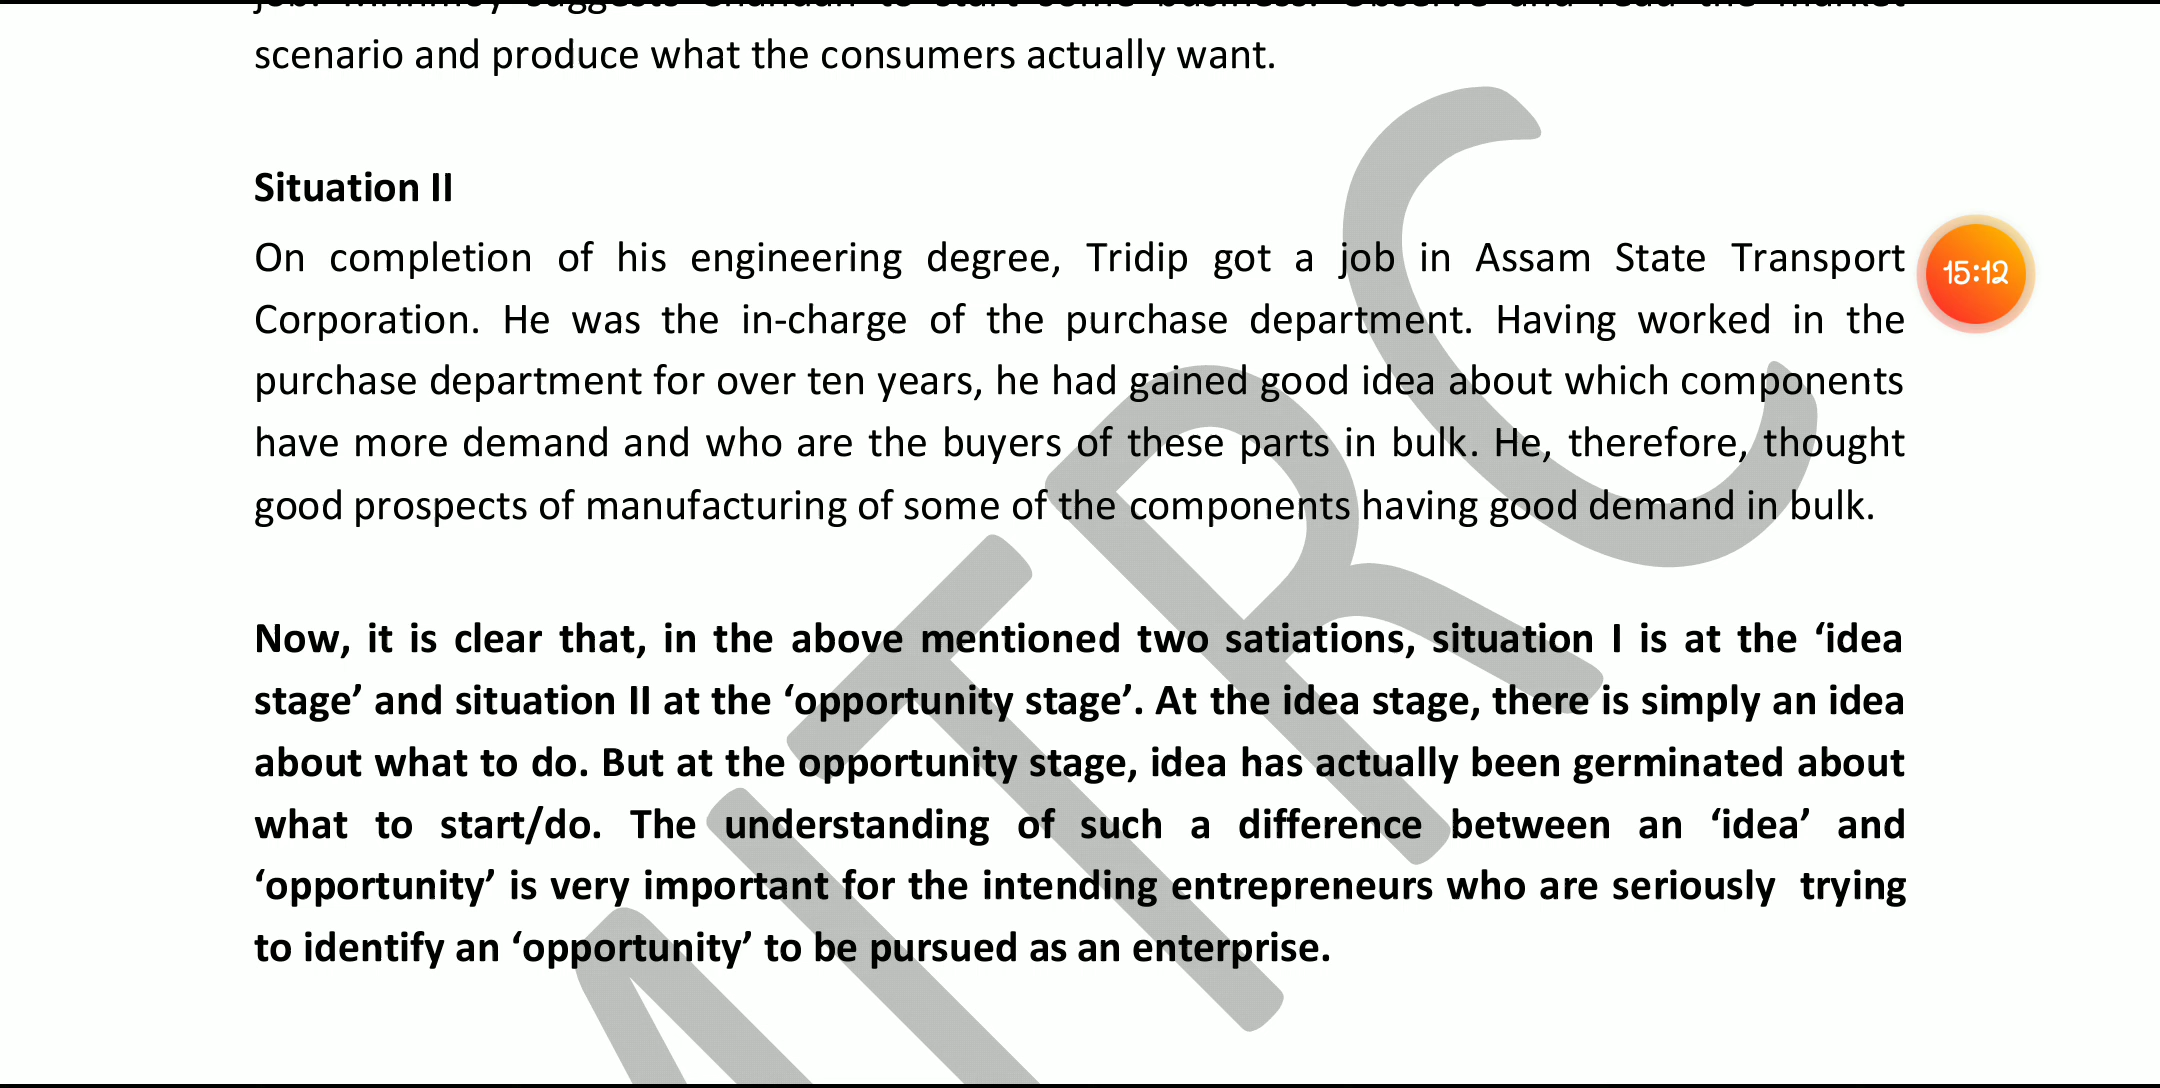 scenario and produce what the consumers actually want.
Situation II
On completion of his engineering degree, Tridip got a job in Assam State Transport
Corporation. He was the in-charge of the purchase department. Having worked in the
purchase department for over ten years, he had gained good idea about which components
have more demand and who are the buyers of these parts in bulk. He, therefore, thought
good prospects of manufacturing of some of the components having good demand in bulk.
Now, it is clear that, in the above mentioned two satiations, situation I is at the ‘idea
stage’ and situation II at the ‘opportunity stage’. At the idea stage, there is simply an idea
about what to do. But at the opportunity stage, idea has actually been germinated about
what to start/do. The understanding of such a difference between an ‘idea’ and
‘opportunity’ is very important for the intending entrepreneurs who are seriously trying
to identify an ‘opportunity’ to be pursued as an enterprise.
15:12
ITRC